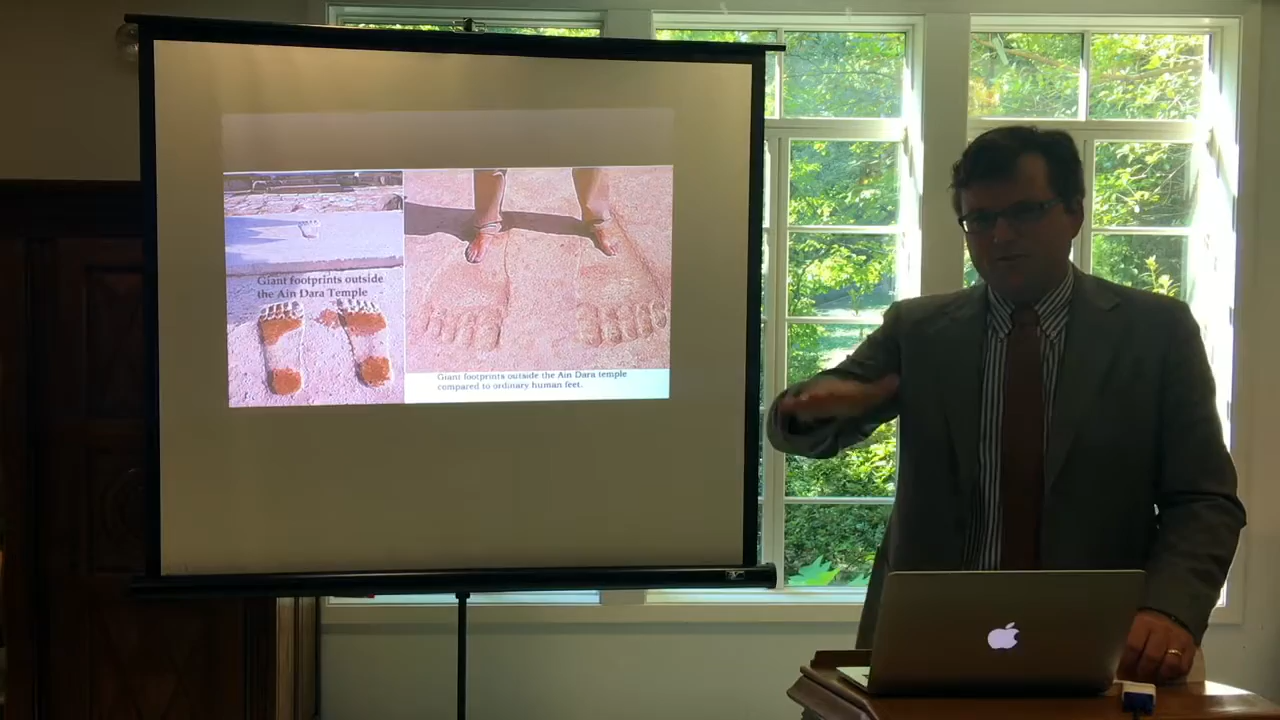 Giant footprints outside
the Ain Dara Temple
Giant footprints outside the Ain Dara temple
compared to ordinary human feet.